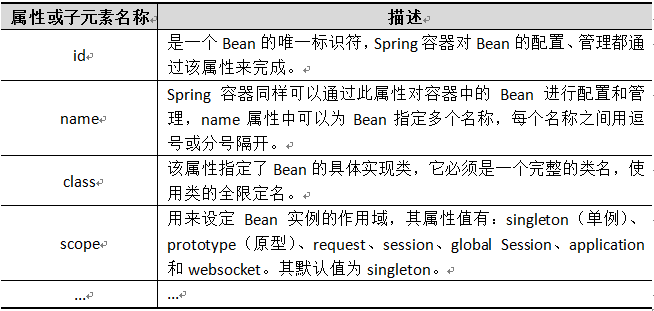 属性或子元素名称 描述
id
是一个 Bean 的唯一标识符，Spring 容器对 Bean 的配置、管理都通
过该属性来完成。
name
Spring 容器同样可以通过此属性对容器中的 Bean 进行配置和管
理，name 属性中可以为 Bean 指定多个名称，每个名称之间用逗
号或分号隔开。
class
该属性指定了 Bean 的具体实现类，它必须是一个完整的类名，使
用类的全限定名。
scope
用来设定 Bean 实例的作用域，其属性值有：singleton（单例）、
prototype（原型）、request、session、global Session、application
和 websocket。其默认值为 singleton。
... ...